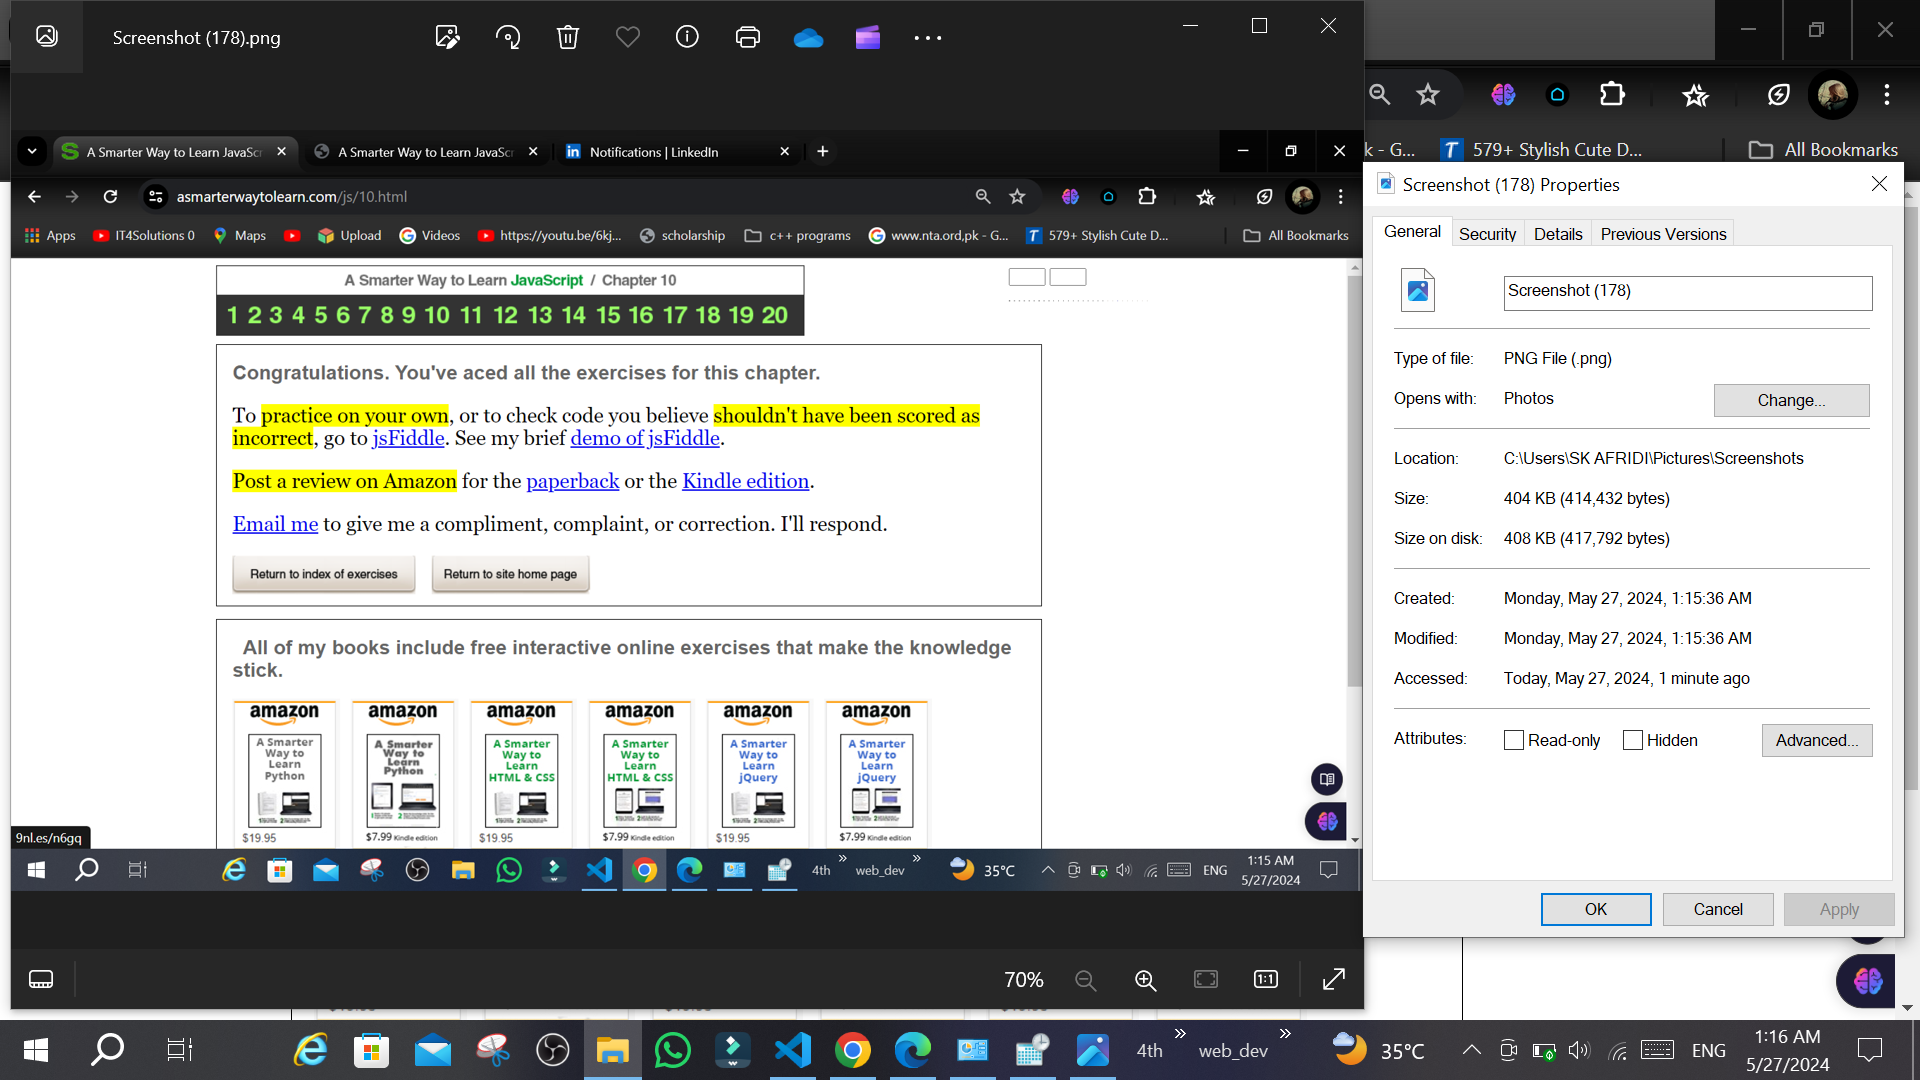 Screenshot (178).png
A Smarter Way to Learn JavaSc
A Smarter Way to Learn JavaSc
Notifications | LinkedIn
asmarterwaytolearn.com/js/10.html
Apps
IT4Solutions 0
Maps
Upload
Videos
https://youtu.be/6kj...
scholarship
c++ programs
www.nta.ord,pk - G...
579+ Stylish Cute D...
All Bookmarks
A Smarter Way to Learn JavaScript / Chapter 10
1 2 3 4 5 6 7 8 9 10 11 12 13 14 15 16 17 18 19 20
Congratulations. You've aced all the exercises for this chapter.
To practice on your own, or to check code you believe shouldn't have been scored as
incorrect, go to jsFiddle. See my brief demo of jsFiddle.
Post a review on Amazon for the paperback or the Kindle edition.
Email me to give me a compliment, complaint, or correction. I'll respond.
Return to index of exercises
Return to site home page
All of my books include free interactive online exercises that make the knowledge
stick.
amazon
A Smarter
Way to
Learn
Python
$19.95
amazon
A Smarter
Way to
Learn
Python
$7.99 Kindle edition
amazon
A Smarter
Way to
Learn
HTML & CSS
$19.95
amazon
A Smarter
Way to
Learn
HTML & CSS
$7.99 Kindle edition
amazon
A Smarter
Way to
Learn
jQuery
$19.95
amazon
A Smarter
Way to
Learn
jQuery
$7.99 Kindle edition
9nl.es/n6gq
4th
web_dev
35°C
ENG
1:15 AM
5/27/2024
70%
1:1
k - G...
579+ Stylish Cute D...
All Bookmarks
Screenshot (178) Properties
General
Security
Details
Previous Versions
Screenshot (178)
Type of file: PNG File (.png)
Opens with: Photos
Change...
Location: C:\Users\SK AFRIDI\Pictures\Screenshots
Size: 404 KB (414,432 bytes)
Size on disk: 408 KB (417,792 bytes)
Created: Monday, May 27, 2024, 1:15:36 AM
Modified: Monday, May 27, 2024, 1:15:36 AM
Accessed: Today, May 27, 2024, 1 minute ago
Attributes:
Read-only
Hidden
Advanced...
OK
Cancel
Apply
4th
web_dev
35°C
ENG
1:16 AM
5/27/2024